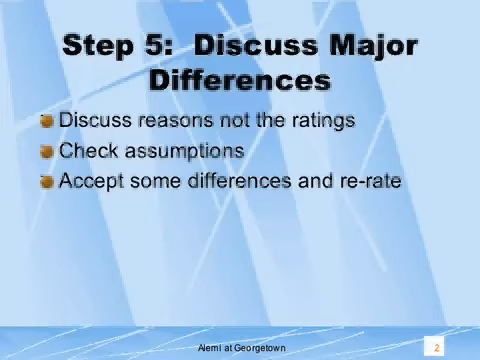 Step 5: Discuss Major
Differences
Discuss reasons not the ratings
Check assumptions
Accept some differences and re-rate
Alemi at Georgetown
2